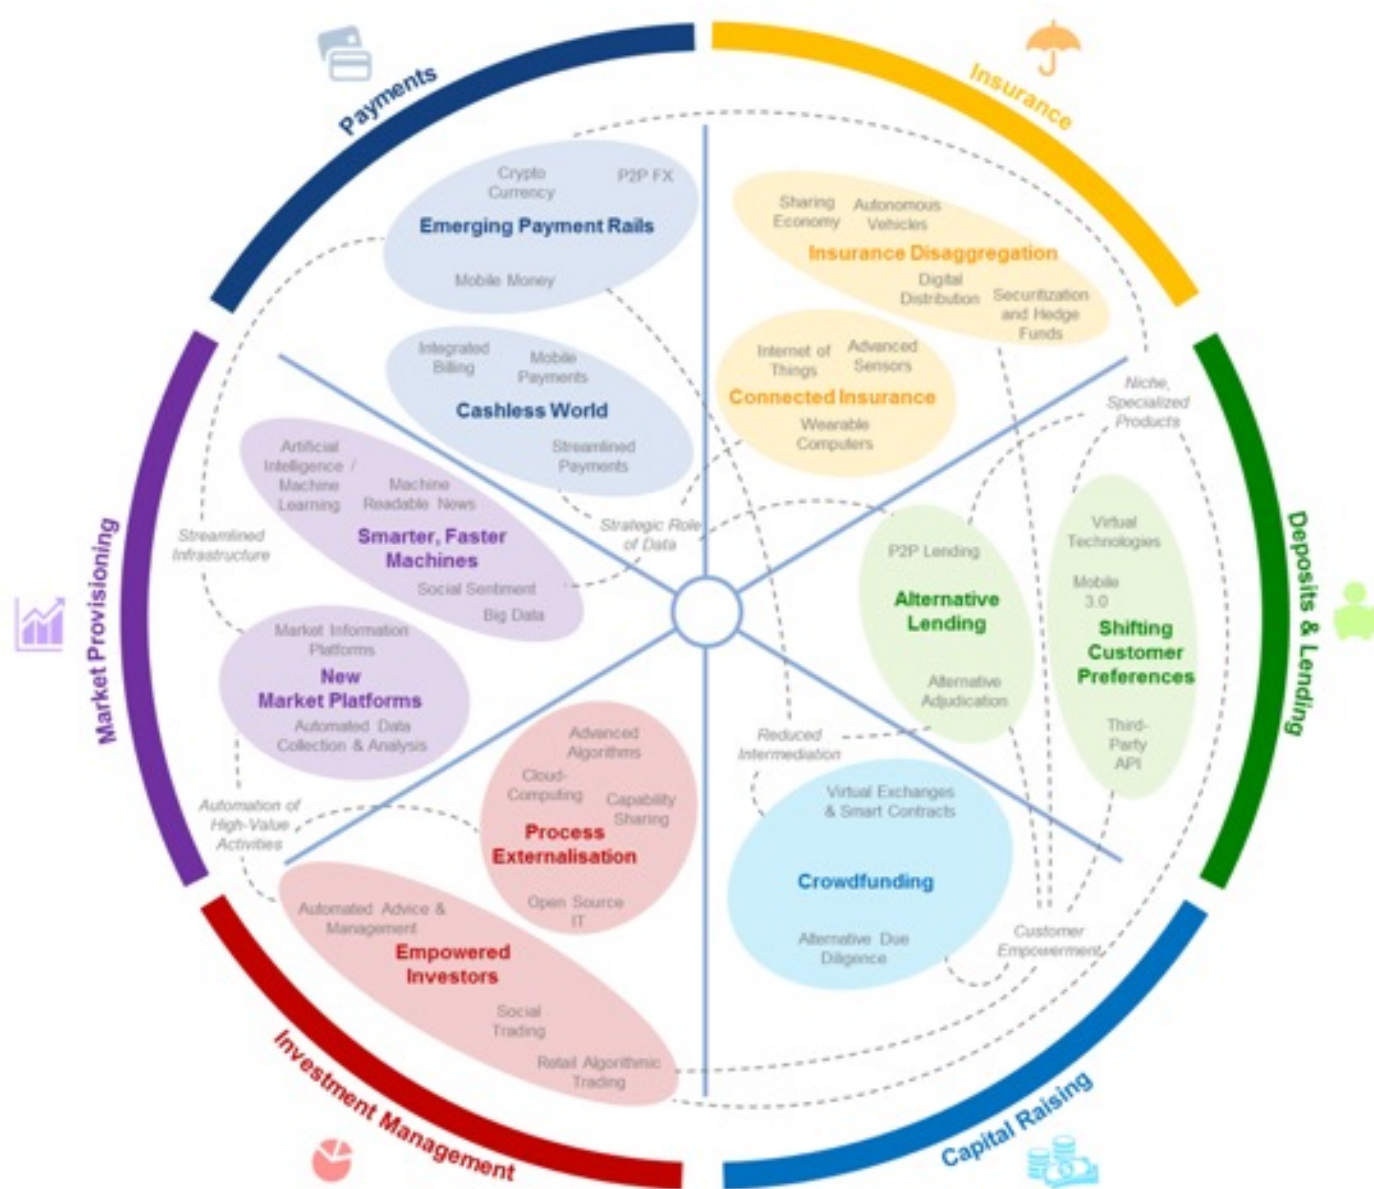 Payments
Insurance
Crypto
Currency
P2P FX
Emerging Payment Rails
Mobile Money
Integrated
Billing
Mobile
Payments
Cashless World
Streamlined
Payments
Sharing
Economy
Autonomous
Vehicles
Insurance Disaggregation
Digital
Distribution
Securitization
and Hedge
Funds
Internet of
Things
Advanced
Sensors
Connected Insurance
Wearable
Computers
Niche,
Specialized
Products
Market Provisioning
Artificial
Intelligence /
Machine
Learning
Machine
Readable News
Smarter, Faster
Machines
Social Sentiment
Big Data
Streamlined
Infrastructure
Strategic Role
of Data
Market Information
Platforms
New
Market Platforms
Automated Data
Collection & Analysis
Deposits & Lending
P2P Lending
Alternative
Lending
Alternative
Adjudication
Virtual
Technologies
Mobile
3.0
Shifting
Customer
Preferences
Third-
Party
API
Automation of
High-Value
Activities
Reduced
Intermediation
Investment Management
Advanced
Algorithms
Cloud-
Computing
Capability
Sharing
Process
Externalisation
Open Source
IT
Automated Advice &
Management
Empowered
Investors
Social
Trading
Retail Algorithmic
Trading
Capital Raising
Virtual Exchanges
& Smart Contracts
Crowdfunding
Alternative Due
Diligence
Customer
Empowerment